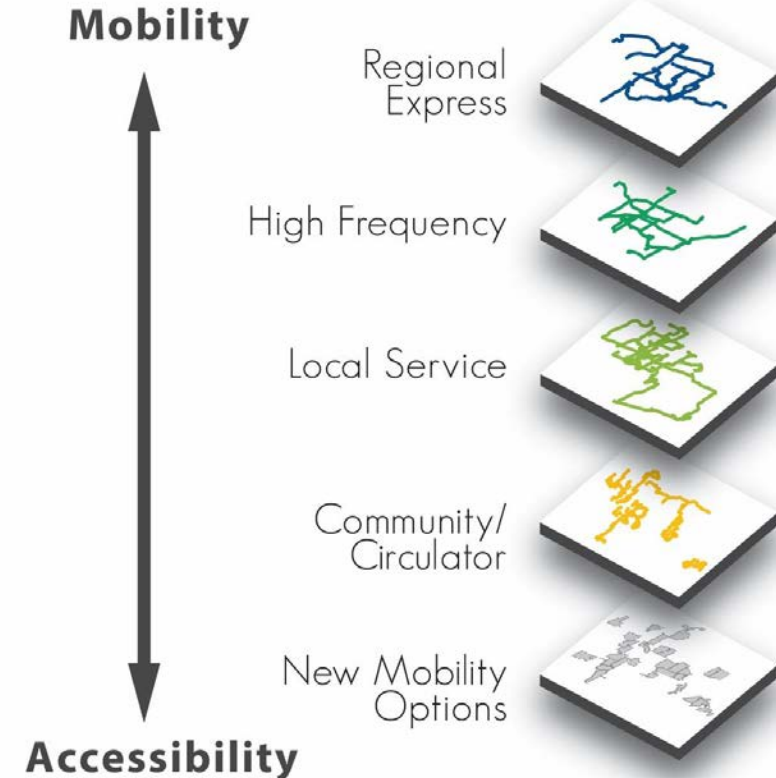 Mobility
Regional
Express
High Frequency
Local Service
Community/
Circulator
New Mobility
Options
Accessibility